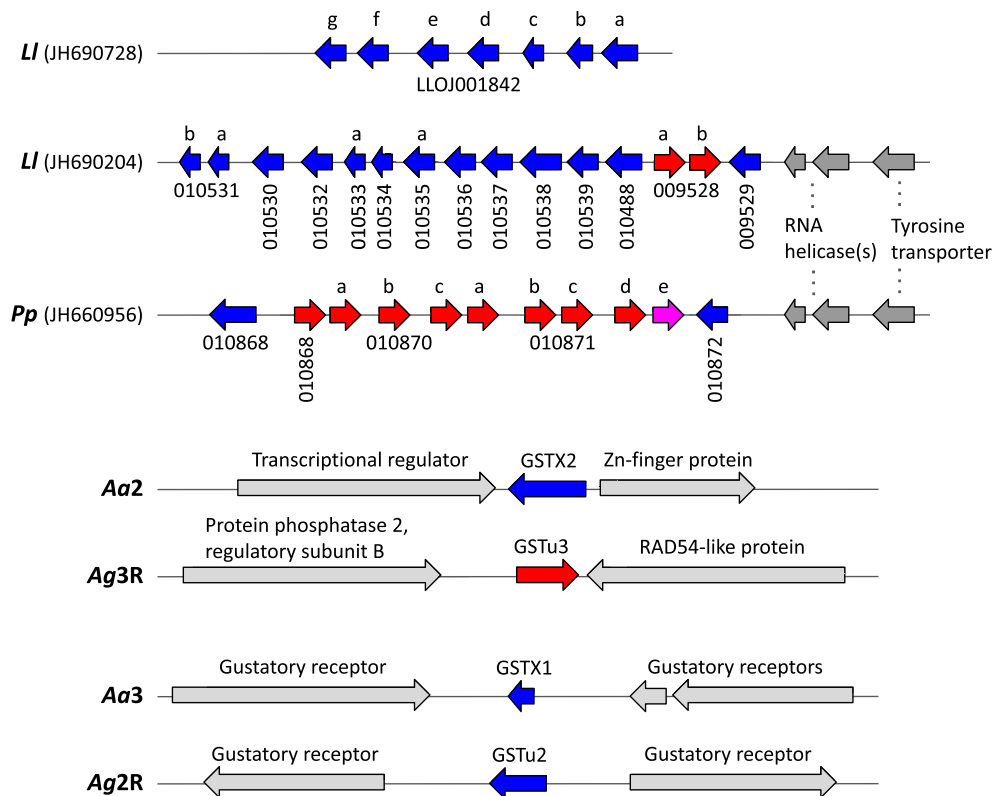 g f e d c b a
Ll (JH690728)
LLOJ001842
b a a a a b
Ll (JH690204)
010531 009528
010530 010532 010533 010534 010535 010536 010537 010538 010539 010488 009529
RNA
helicase(s)
Tyrosine
transporter
a b c a b c d e
Pp (JH660956)
010868 010870 010871
010868 010872
Transcriptional regulator GSTX2 Zn-finger protein
Aa2
Protein phosphatase 2,
regulatory subunit B GSTu3 RAD54-like protein
Ag3R
Gustatory receptor GSTX1 Gustatory receptors
Aa3
Gustatory receptor GSTu2 Gustatory receptor
Ag2R